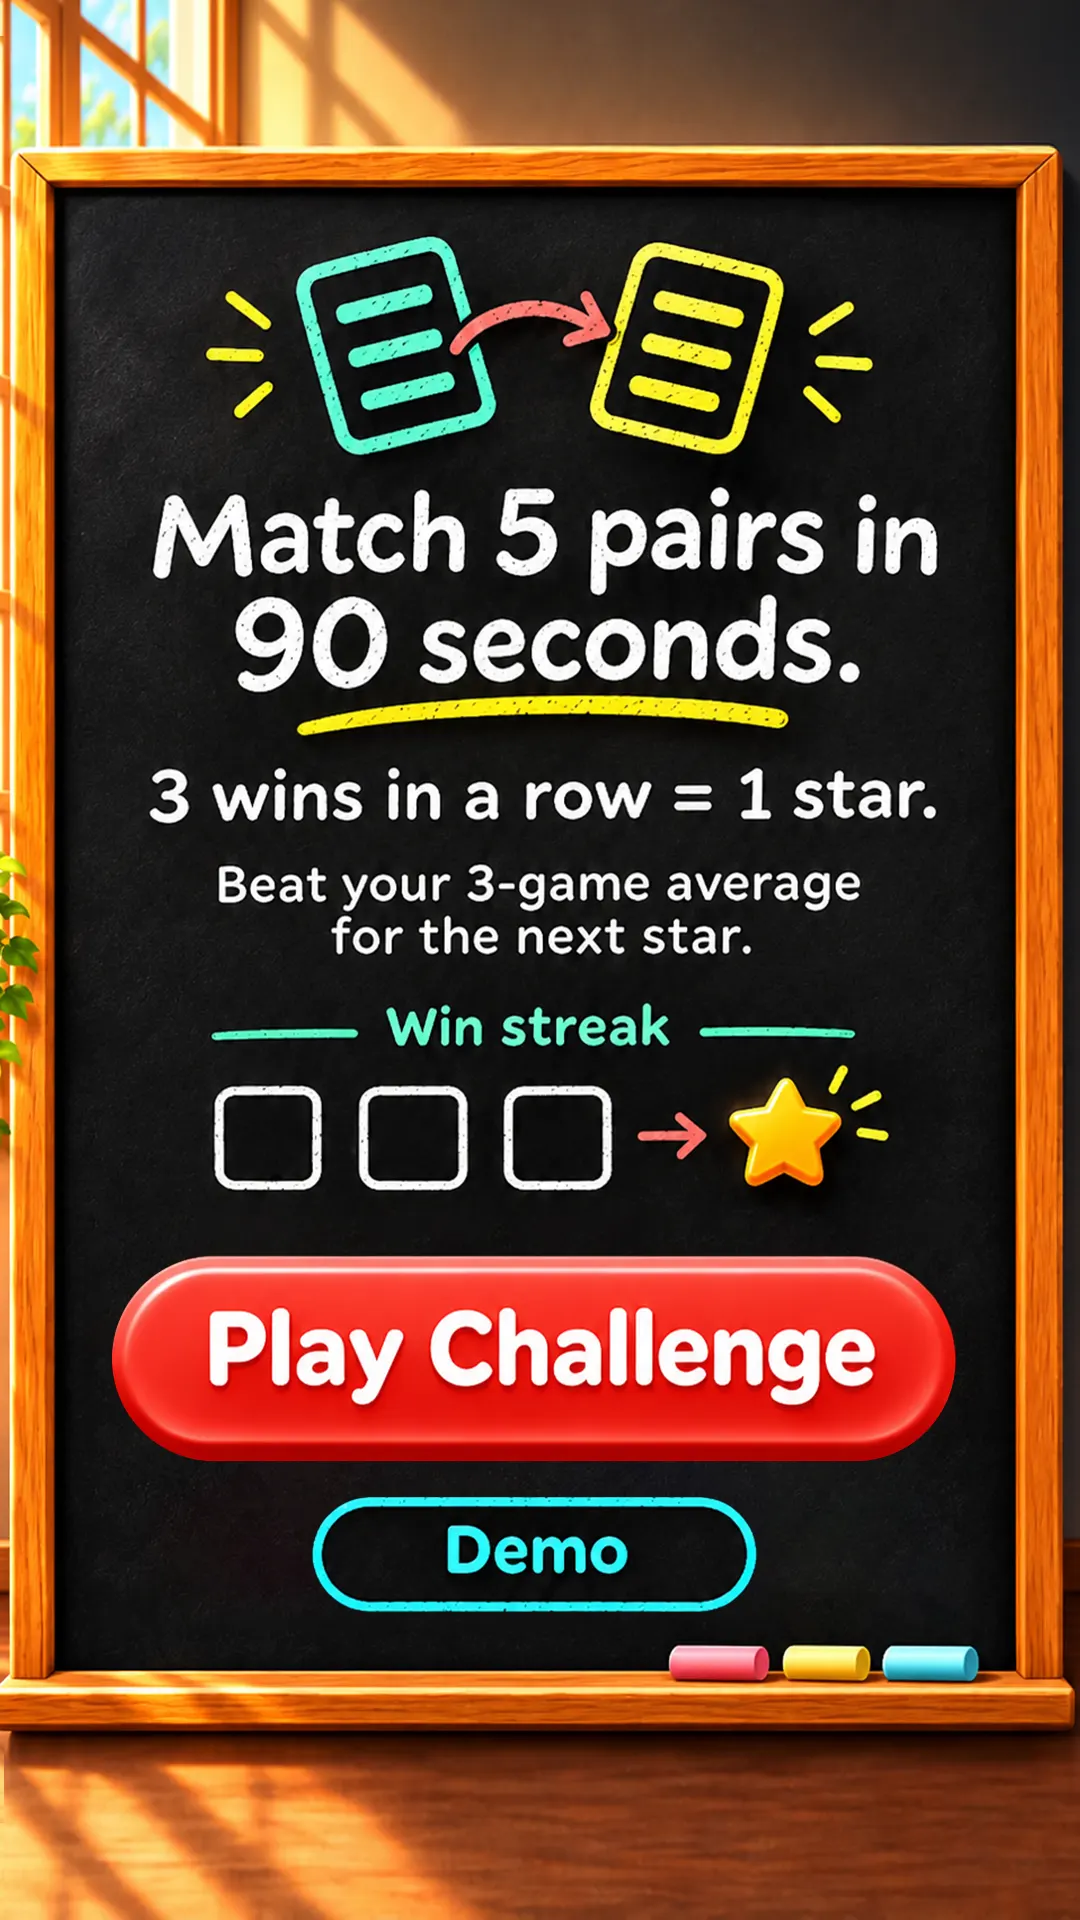 Match 5 pairs in
90 seconds.
3 wins in a row = 1 star.
Beat your 3-game average
for the next star.
Win streak
Play Challenge
Demo